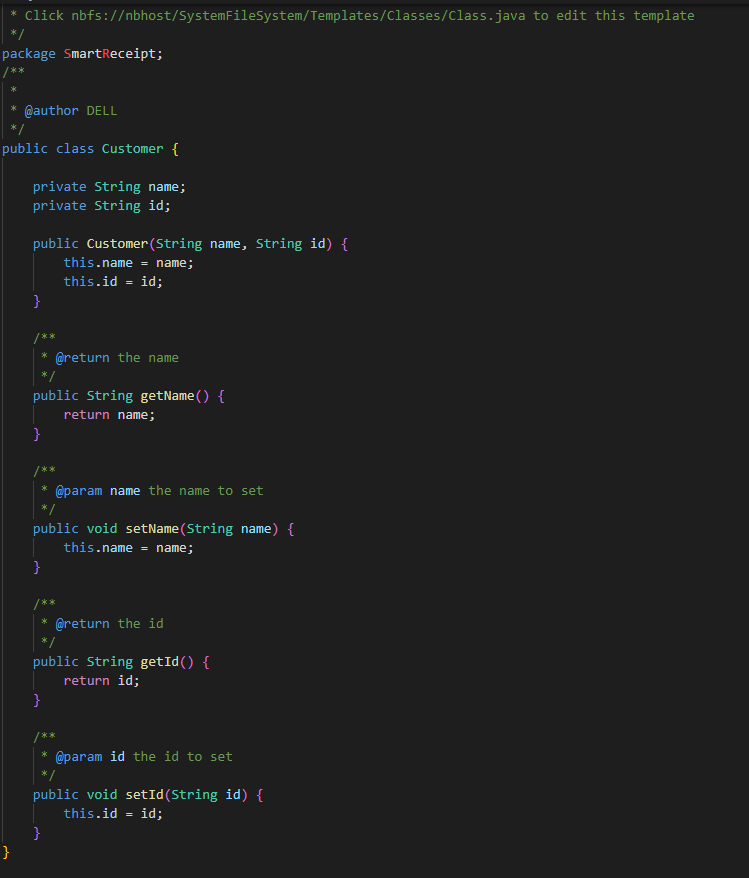 * Click nbfs://nbhost/SystemFileSystem/Templates/Classes/Class.java to edit this template
*/
package SmartReceipt;
/**
*
* @author DELL
*/
public class Customer {
private String name;
private String id;
public Customer(String name, String id) {
this.name = name;
this.id = id;
}
/**
* @return the name
*/
public String getName() {
return name;
}
/**
* @param name the name to set
*/
public void setName(String name) {
this.name = name;
}
/**
* @return the id
*/
public String getId() {
return id;
}
/**
* @param id the id to set
*/
public void setId(String id) {
this.id = id;
}
}